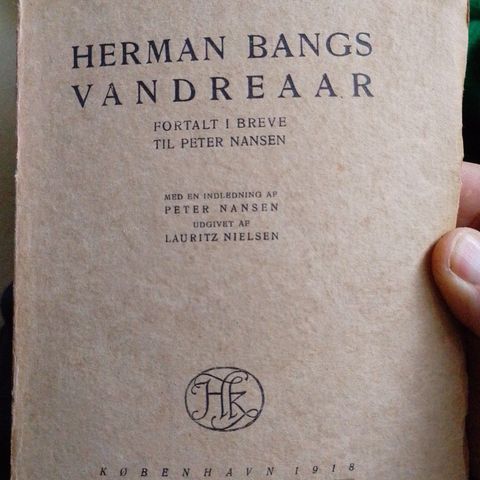 HERMAN BANGS
VANDREAAR
FORTALT I BREVE
TIL PETER NANSEN
MED EN INDLEDNING AF
PETER NANSEN
UDGIVET AF
LAURITZ NIELSEN
Hk
KØBENHAVN 1918